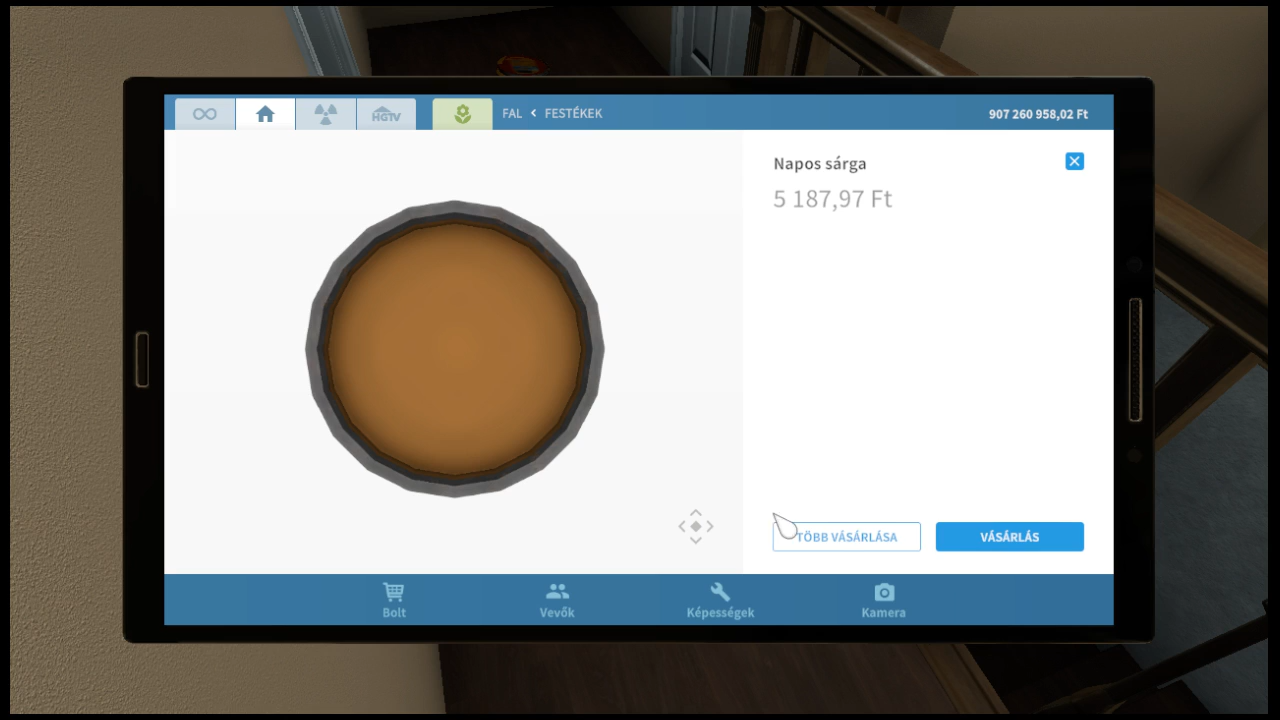 HGTV
FAL < FESTÉKEK
907 260 958,02 Ft
Napos sárga
5 187,97 Ft
TÖBB VÁSÁRLÁSA
VÁSÁRLÁS
Bolt
Vevők
Képességek
Kamera